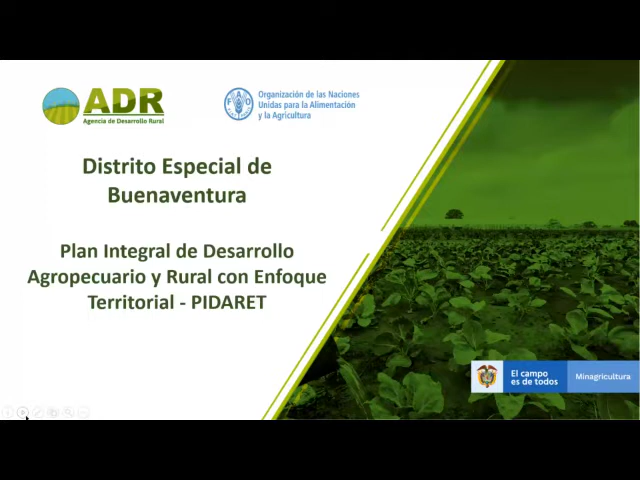 ADR
Agencia de Desarrollo Rural
FAO
Organización de las Naciones
Unidas para la Alimentación
y la Agricultura
Distrito Especial de
Buenaventura
Plan Integral de Desarrollo
Agropecuario y Rural con Enfoque
Territorial - PIDARET
El campo
es de todos
Minagricultura